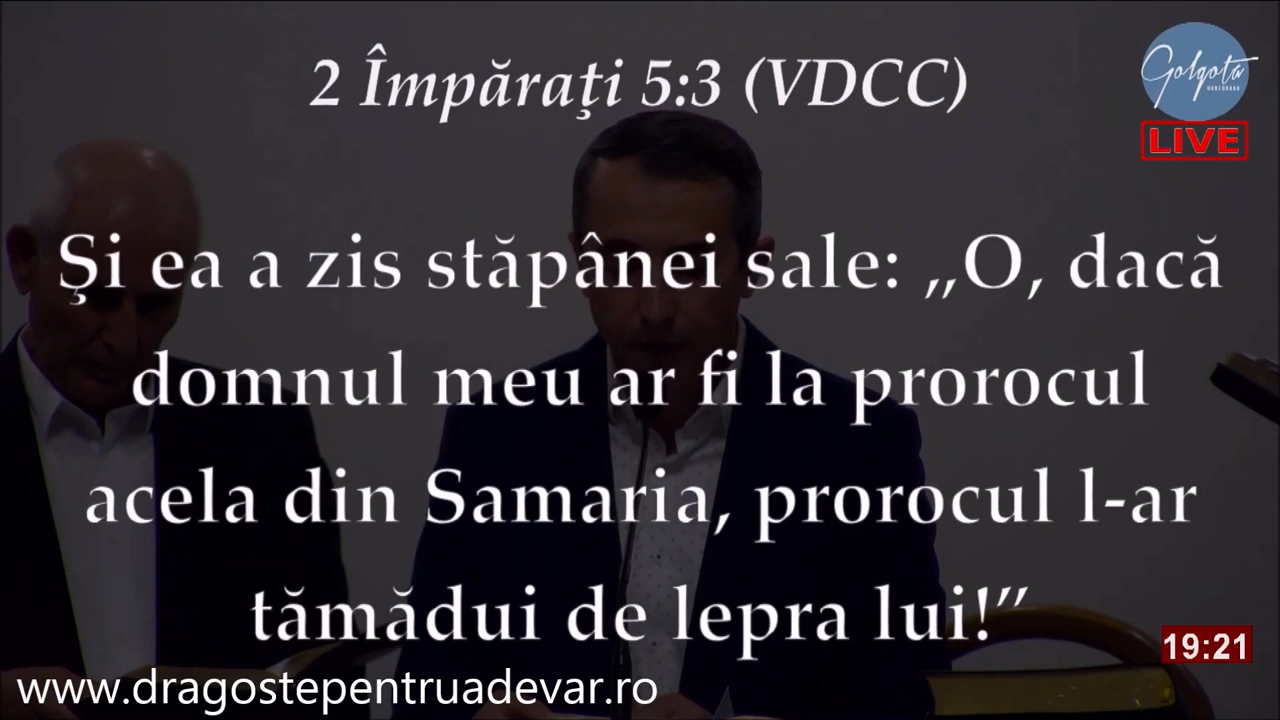 2 Împăraţi 5:3 (VDCC)
Golgota
HUNEDOARA
LIVE
Şi ea a zis stăpânei sale: „O, dacă
domnul meu ar fi la prorocul
acela din Samaria, prorocul l-ar
tămădui de lepra lui!”
19:21
www.dragostepentruadevar.ro